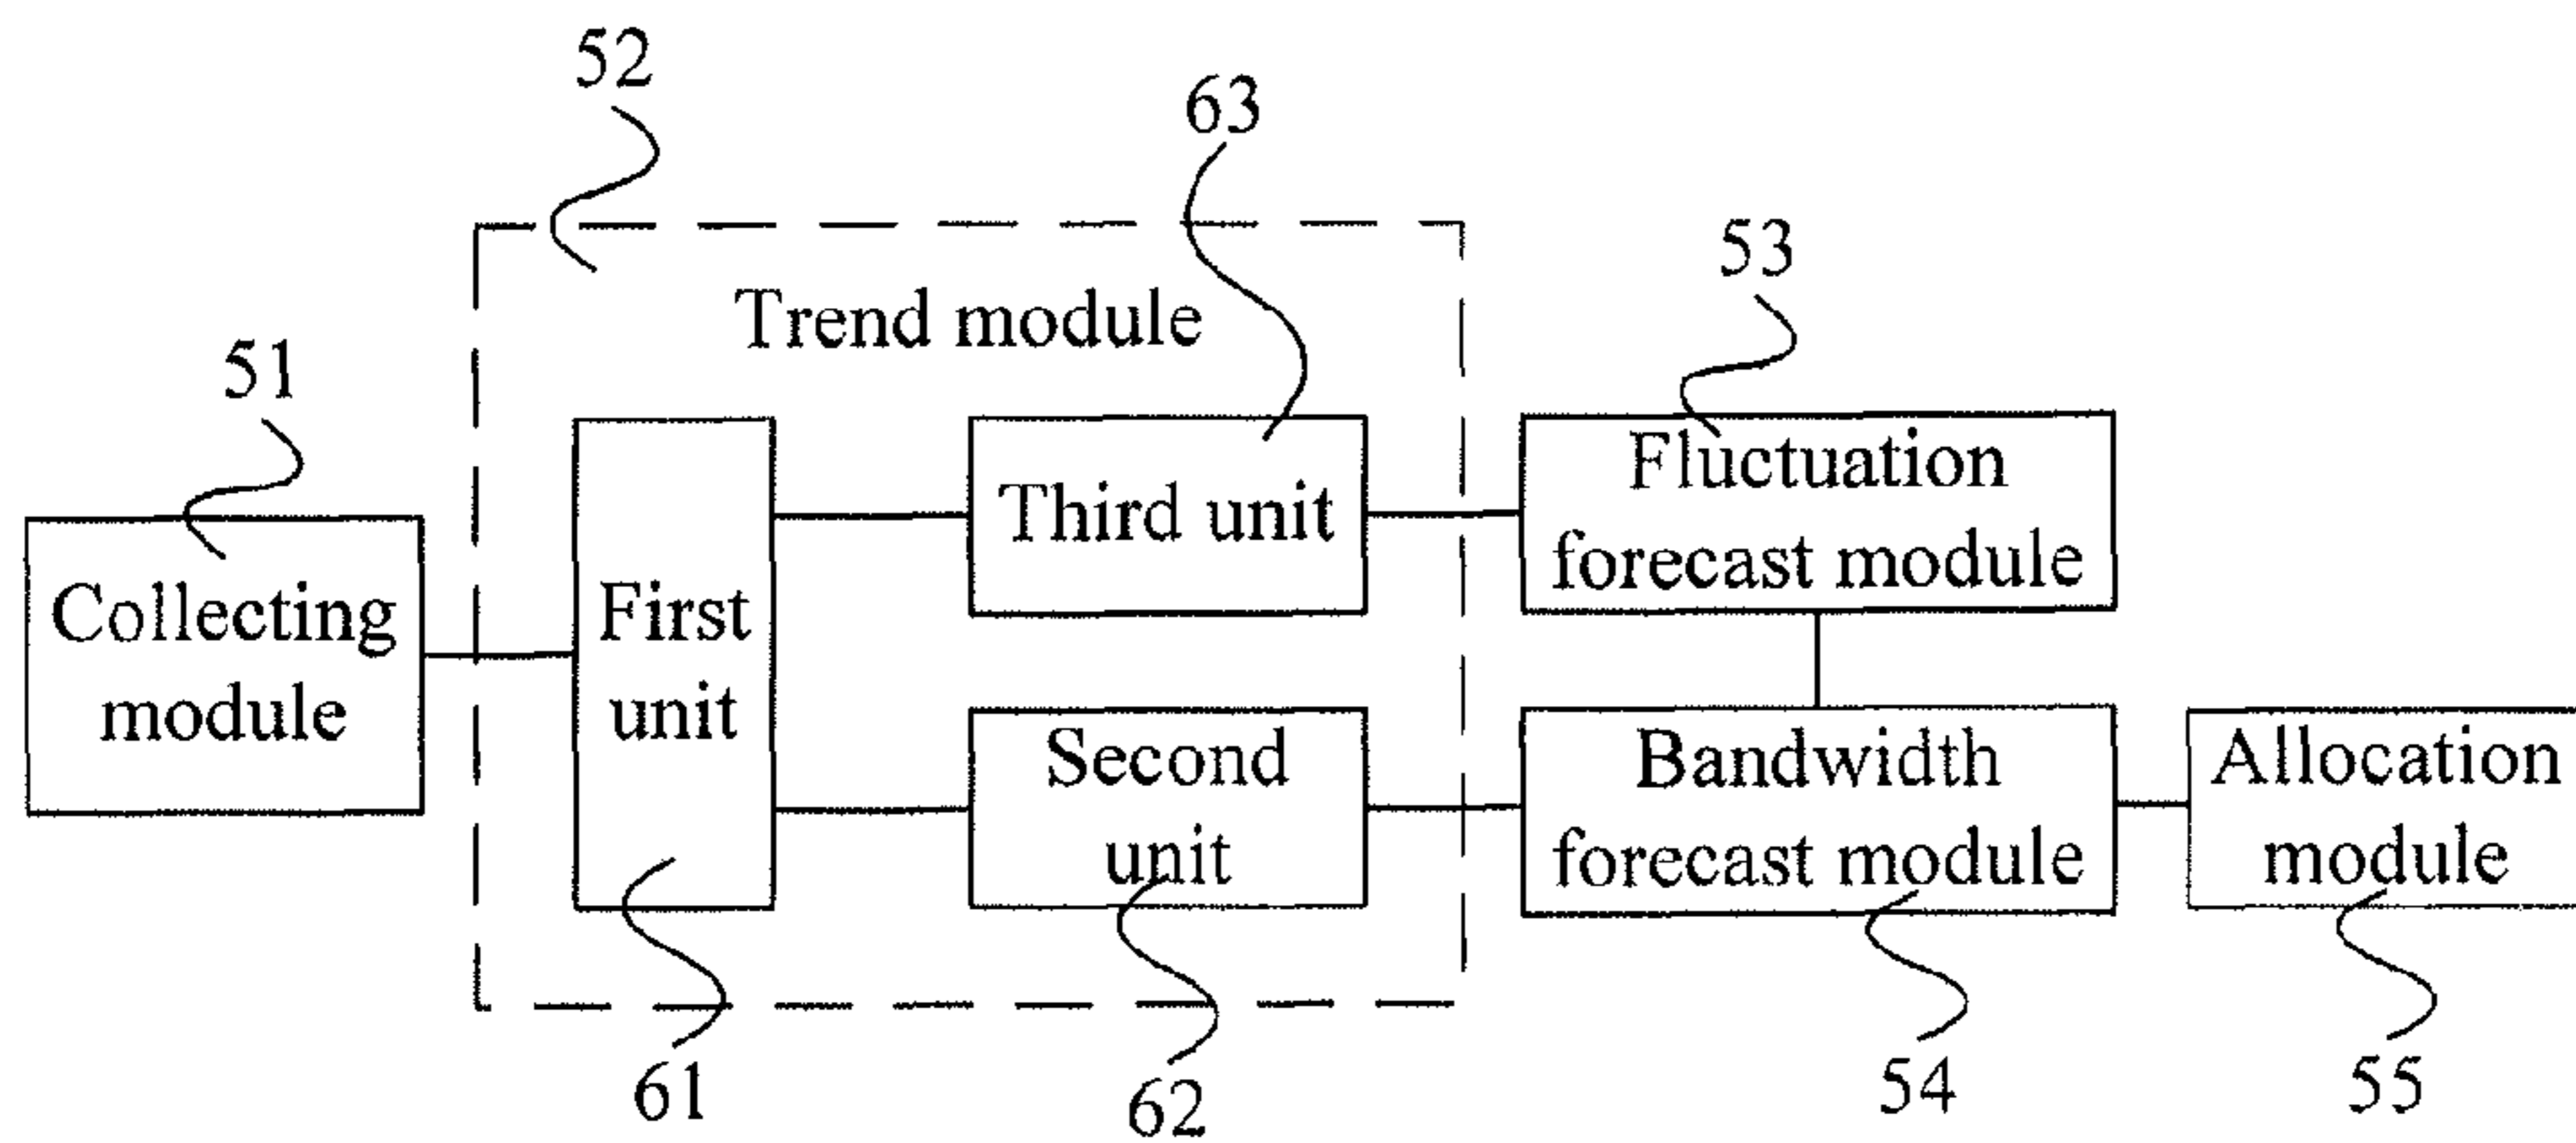 52
63
53
Trend module
51
Fluctuation
forecast module
Third unit
Collecting
module
First
unit
Second
unit
Bandwidth
forecast module
Allocation
module
61
62
54
55